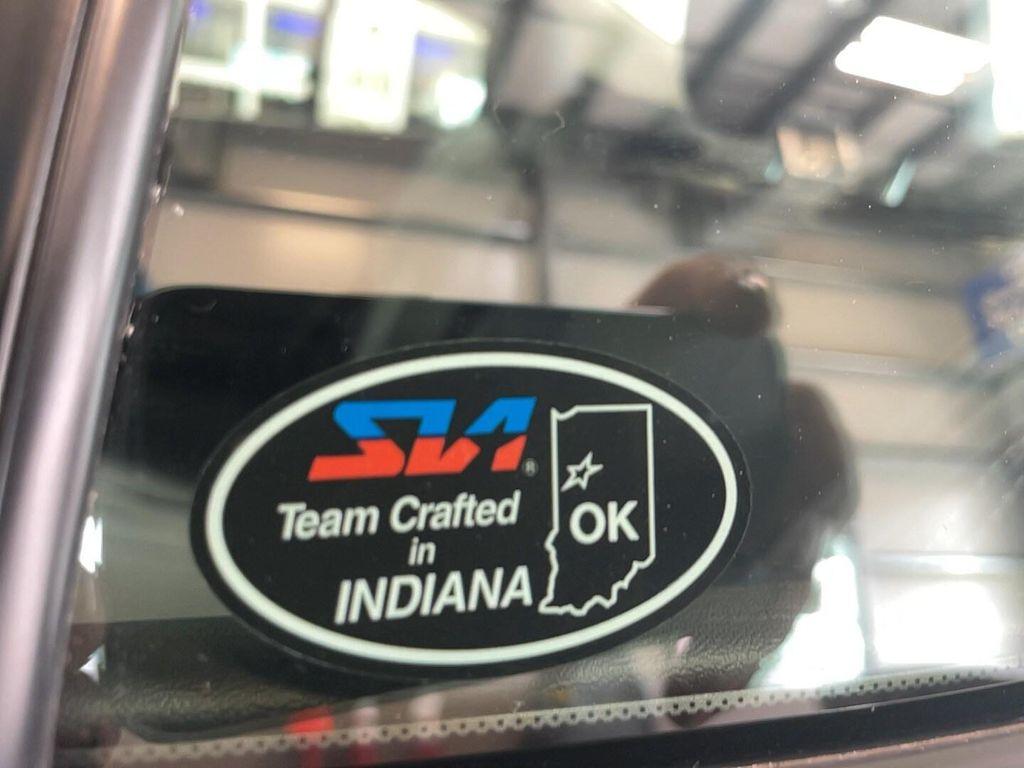 SIA®
Team Crafted
in
INDIANA
OK